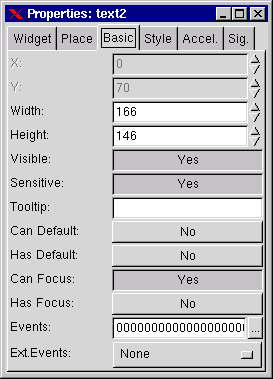 Properties: text2
Widget Place Basic Style Accel. Sig.
X: 0
Y: 70
Width: 166
Height: 146
Visible: Yes
Sensitive: Yes
Tooltip:
Can Default: No
Has Default: No
Can Focus: Yes
Has Focus: No
Events: ...
Ext.Events: None